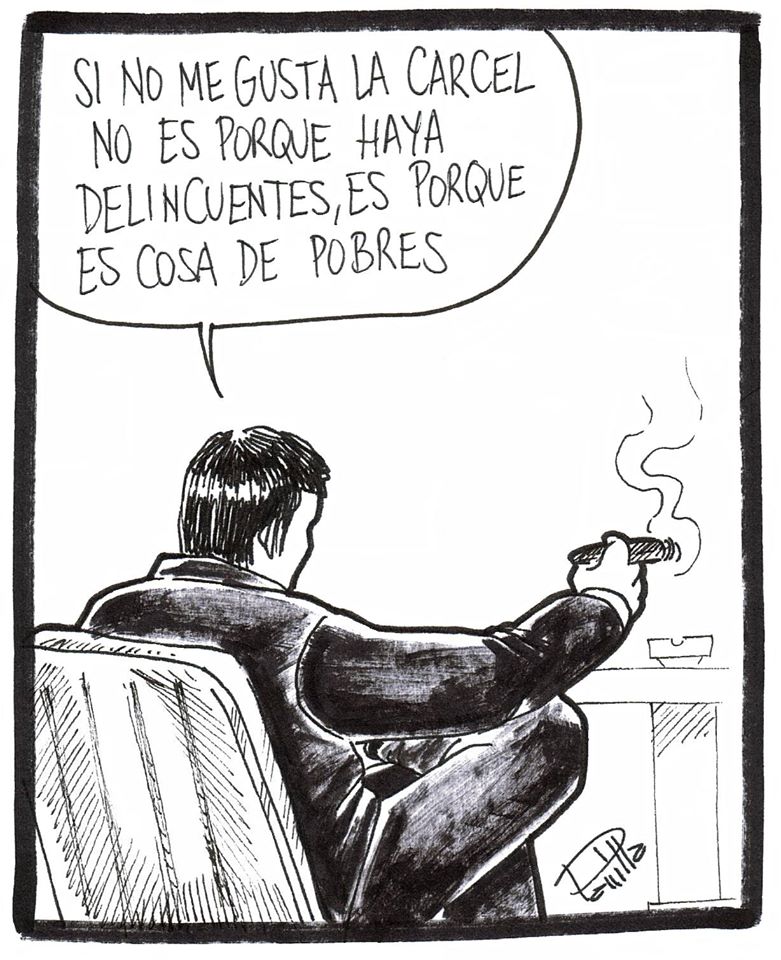 SI NO ME GUSTA LA CARCEL
NO ES PORQUE HAYA
DELINCUENTES, ES PORQUE
ES COSA DE POBRES